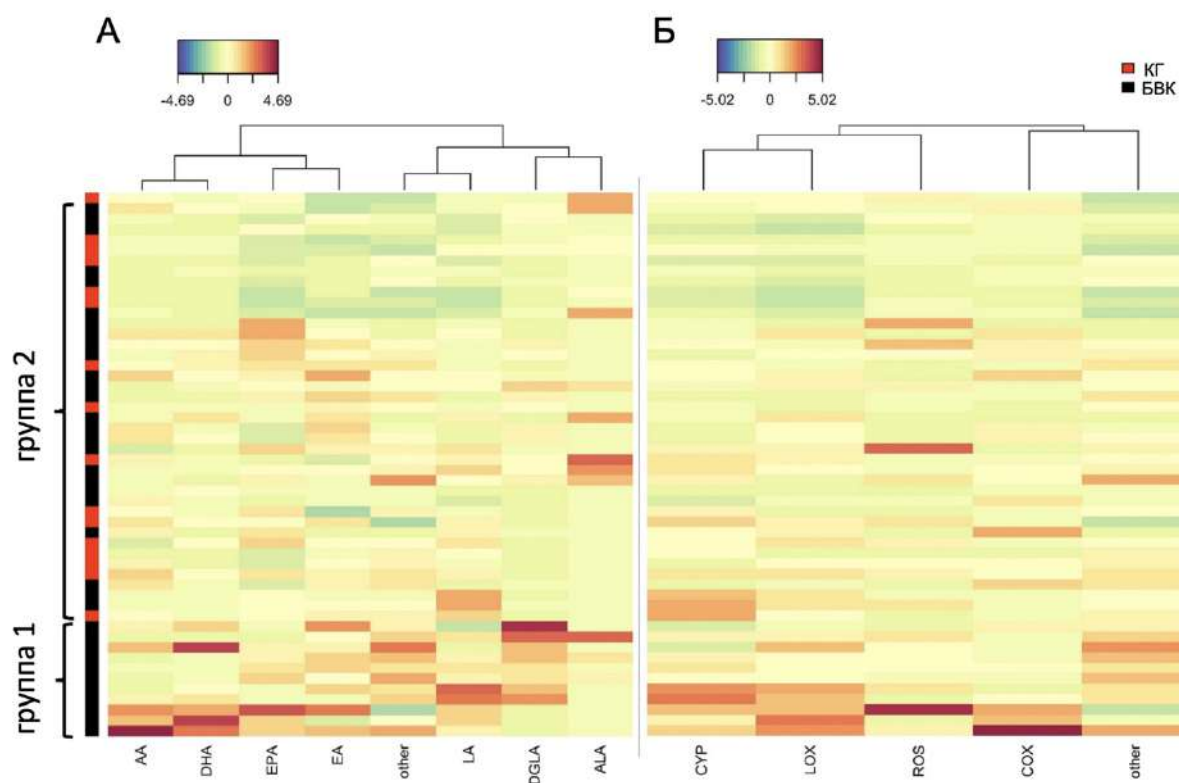 А
Б
-4.69 0 4.69
-5.02 0 5.02
КГ
БВК
группа 2
группа 1
AA DHA EPA EA other LA DGLA ALA
CYP LOX ROS COX other